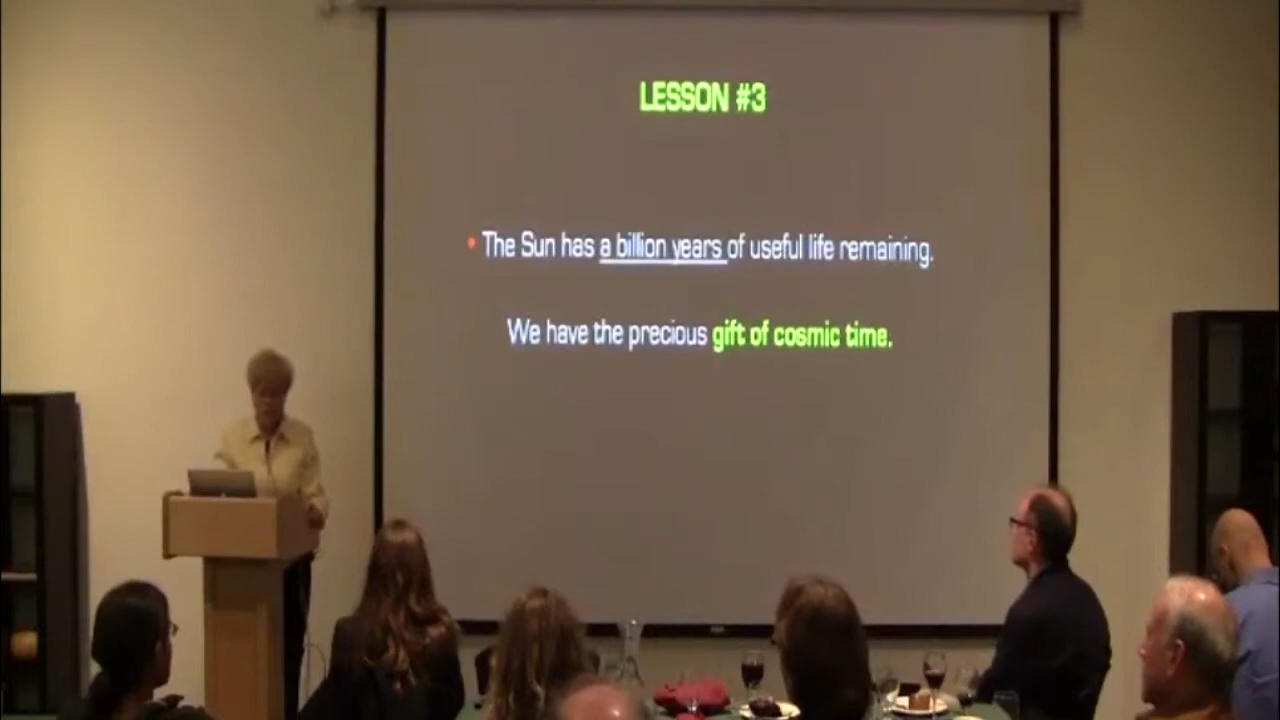 LESSON #3
• The Sun has a billion years of useful life remaining.
We have the precious gift of cosmic time.